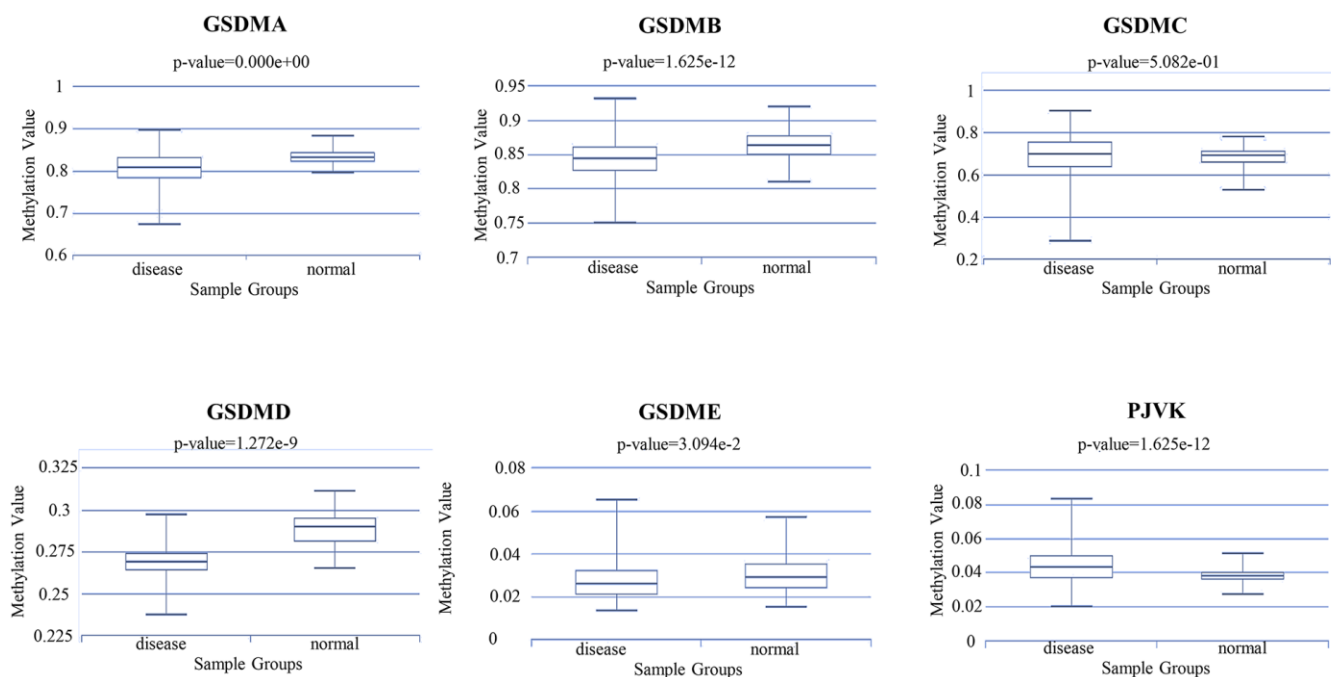 GSDMA
p-value=0.000e+00
Methylation Value
1
0.9
0.8
0.7
0.6
disease normal
Sample Groups
GSDMB
p-value=1.625e-12
Methylation Value
0.95
0.9
0.85
0.8
0.75
0.7
disease normal
Sample Groups
GSDMC
p-value=5.082e-01
Methylation Value
1
0.8
0.6
0.4
0.2
disease normal
Sample Groups
GSDMD
p-value=1.272e-9
Methylation Value
0.325
0.3
0.275
0.25
0.225
disease normal
Sample Groups
GSDME
p-value=3.094e-2
Methylation Value
0.08
0.06
0.04
0.02
0
disease normal
Sample Groups
PJVK
p-value=1.625e-12
Methylation Value
0.1
0.08
0.06
0.04
0.02
0
disease normal
Sample Groups